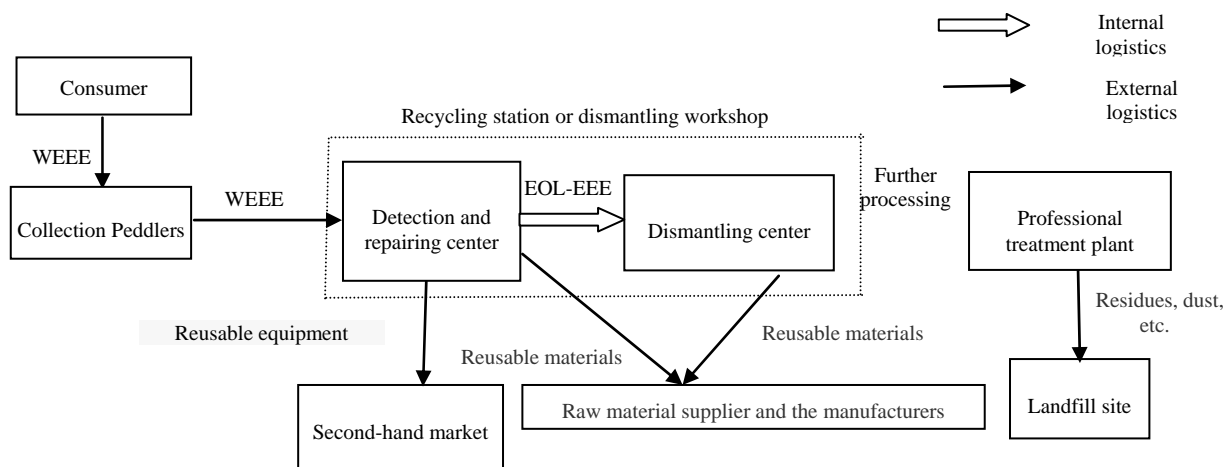 Internal
logistics
External
logistics
Consumer
Recycling station or dismantling workshop
WEEE
WEEE
EOL-EEE
Further
processing
Collection Peddlers
Detection and
repairing center
Dismantling center
Professional
treatment plant
Residues, dust,
etc.
Reusable equipment
Reusable materials
Reusable materials
Second-hand market
Raw material supplier and the manufacturers
Landfill site